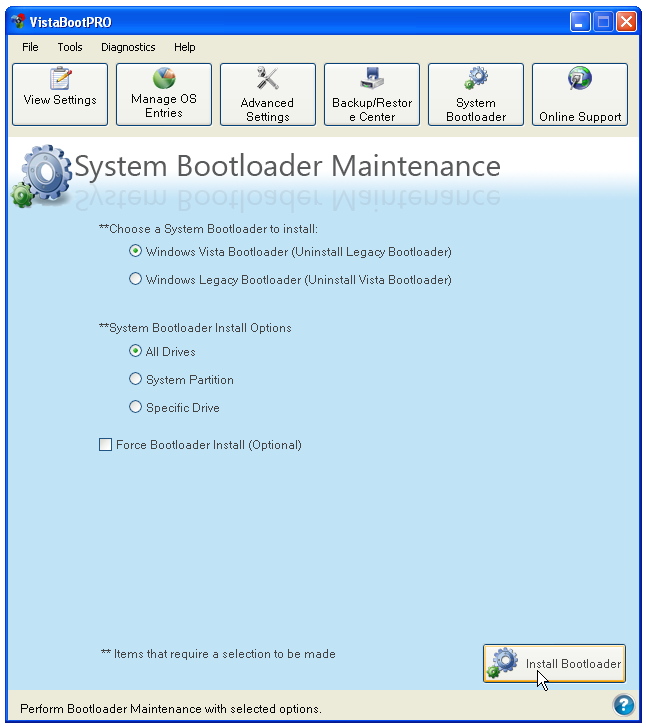 VistaBootPRO
File Tools Diagnostics Help
View Settings
Manage OS
Entries
Advanced
Settings
Backup/Restor
e Center
System
Bootloader
Online Support
System Bootloader Maintenance
**Choose a System Bootloader to install:
Windows Vista Bootloader (Uninstall Legacy Bootloader)
Windows Legacy Bootloader (Uninstall Vista Bootloader)
**System Bootloader Install Options
All Drives
System Partition
Specific Drive
Force Bootloader Install (Optional)
** Items that require a selection to be made
Install Bootloader
Perform Bootloader Maintenance with selected options.